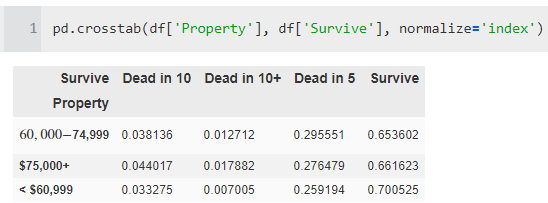 1 pd.crosstab(df['Property'], df['Survive'], normalize='index')
Survive Dead in 10 Dead in 10+ Dead in 5 Survive
Property
60,000−74,999 0.038136 0.012712 0.295551 0.653602
$75,000+ 0.044017 0.017882 0.276479 0.661623
< $60,999 0.033275 0.007005 0.259194 0.700525